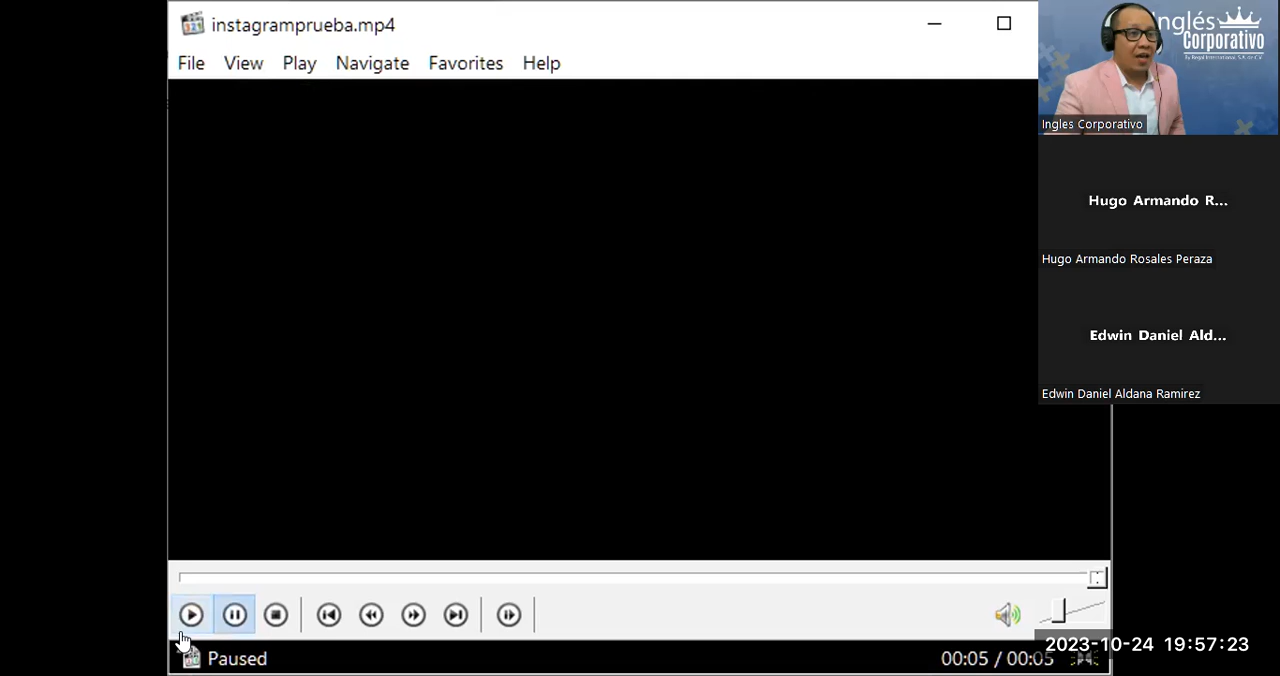 instagramprueba.mp4
File View Play Navigate Favorites Help
Inglés
Corporativo
Ingles Corporativo
Hugo Armando R...
Hugo Armando Rosales Peraza
Edwin Daniel Ald...
Edwin Daniel Aldana Ramirez
Paused
00:05 / 00:05
2023-10-24 19:57:23